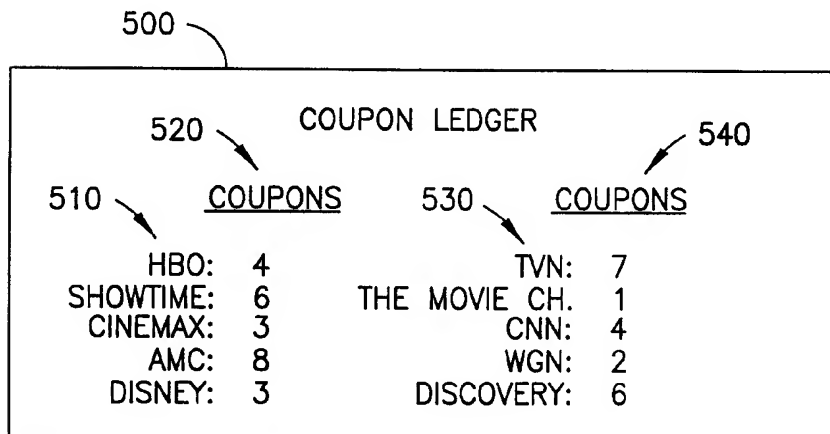 500
COUPON LEDGER
520
540
COUPONS
COUPONS
510
530
HBO: 4
SHOWTIME: 6
CINEMAX: 3
AMC: 8
DISNEY: 3
TVN: 7
THE MOVIE CH. 1
CNN: 4
WGN: 2
DISCOVERY: 6